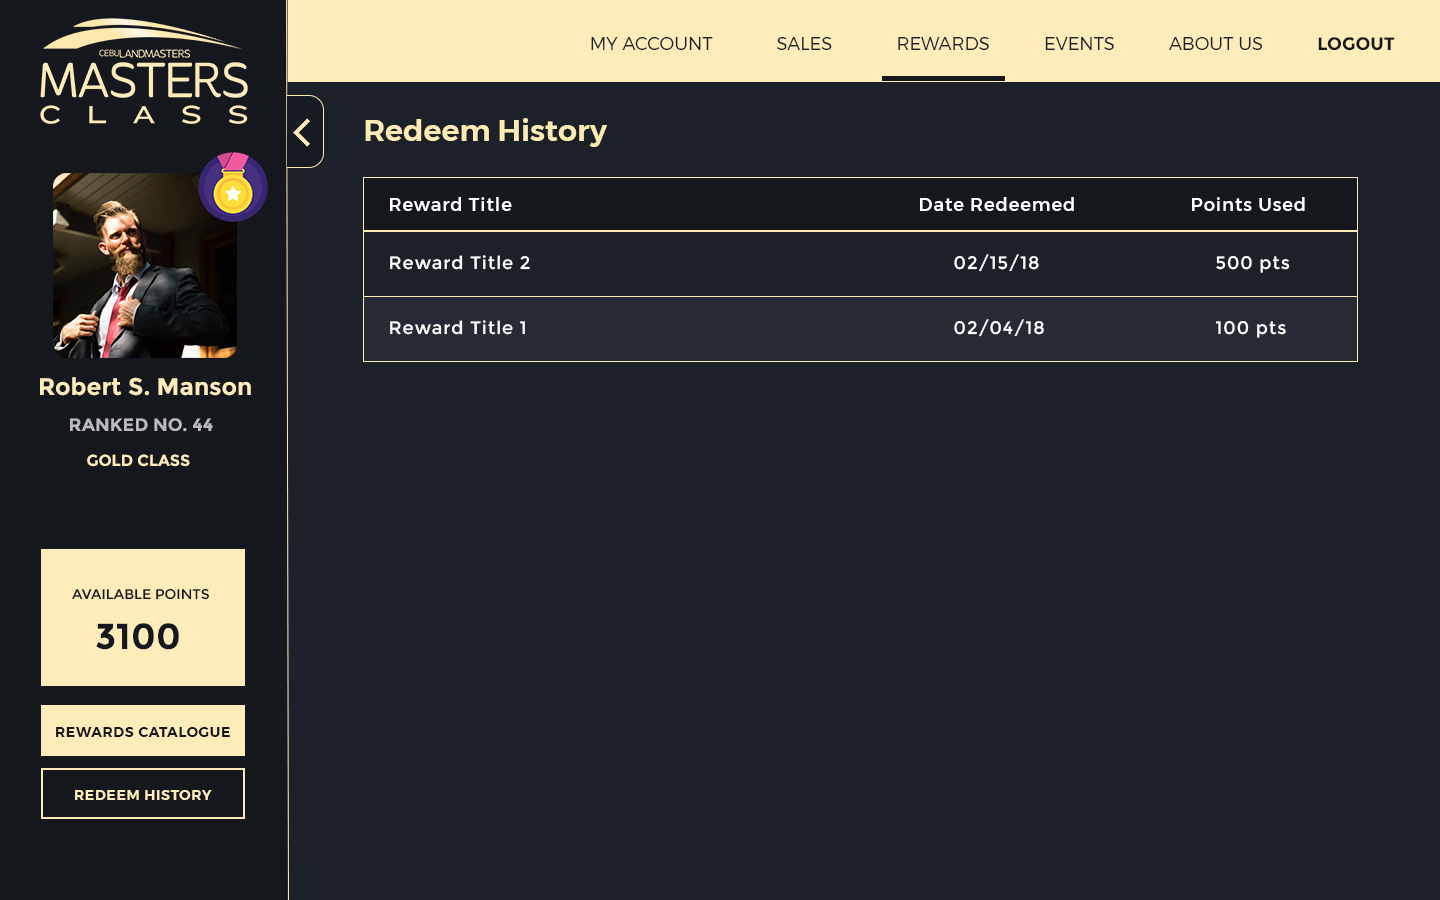 CEBULANDMASTERS
MASTERS
CLASS
MY ACCOUNT SALES REWARDS EVENTS ABOUT US LOGOUT
Robert S. Manson
RANKED NO. 44
GOLD CLASS
AVAILABLE POINTS
3100
REWARDS CATALOGUE
REDEEM HISTORY
Redeem History
Reward Title Date Redeemed Points Used
Reward Title 2 02/15/18 500 pts
Reward Title 1 02/04/18 100 pts